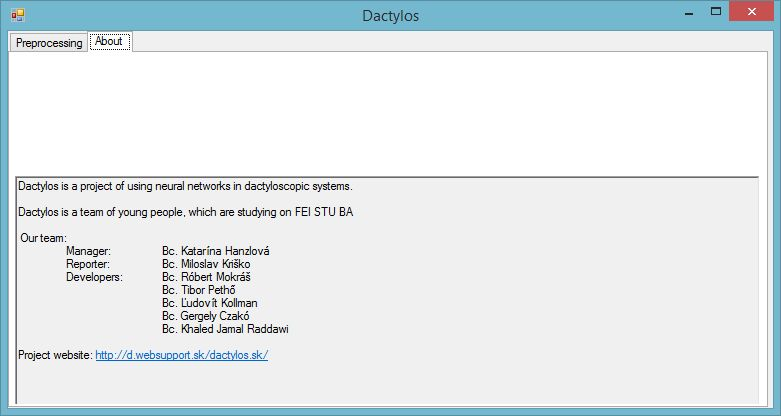 Dactylos
Preprocessing About
Dactylos is a project of using neural networks in dactyloscopic systems.
Dactylos is a team of young people, which are studying on FEI STU BA
Our team:
Manager: Bc. Katarína Hanzlová
Reporter: Bc. Miloslav Kriško
Developers: Bc. Róbert Mokráš
Bc. Tibor Pethő
Bc. Ľudovít Kollman
Bc. Gergely Czakó
Bc. Khaled Jamal Raddawi
Project website: http://d.websupport.sk/dactylos.sk/